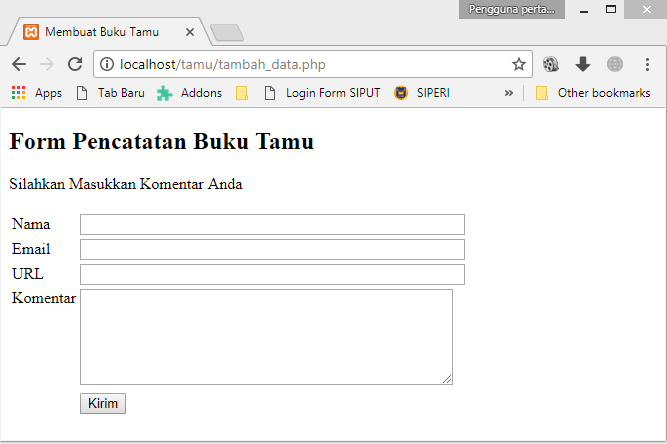 Pengguna perta...
Membuat Buku Tamu
localhost/tamu/tambah_data.php
Apps Tab Baru Addons Login Form SIPUT SIPERI » Other bookmarks
Form Pencatatan Buku Tamu
Silahkan Masukkan Komentar Anda
Nama
Email
URL
Komentar
Kirim